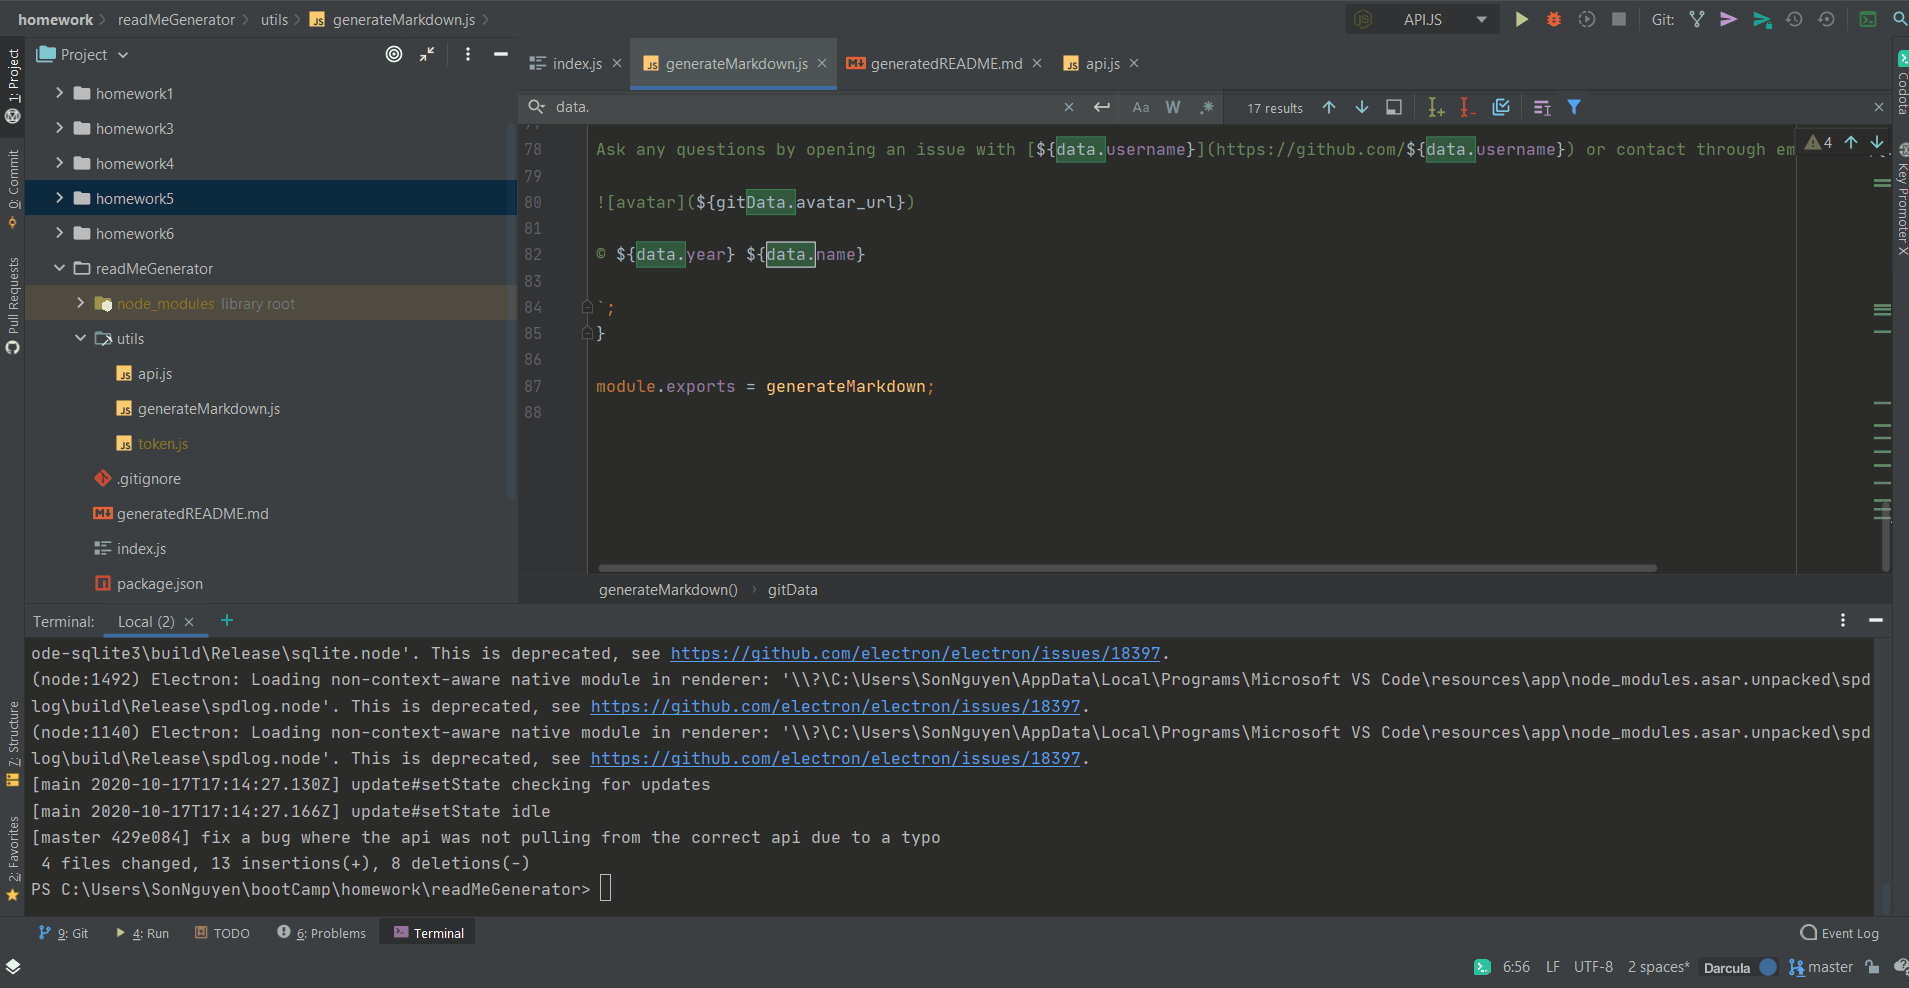 homework readMeGenerator utils generateMarkdown.js
API.JS
Git:
1: Project
0: Commit
Pull Requests
7: Structure
2: Favorites
Project
homework1
homework3
homework4
homework5
homework6
readMeGenerator
node_modules library root
utils
api.js
generateMarkdown.js
token.js
.gitignore
generatedREADME.md
index.js
package.json
index.js generateMarkdown.js generatedREADME.md api.js
data. Aa W .* 17 results
77
78 Ask any questions by opening an issue with [${data.username}](https://github.com/${data.username}) or contact through em
4
79
80 ![avatar](${gitData.avatar_url})
81
82 © ${data.year} ${data.name}
83
84 `;
85 }
86
87 module.exports = generateMarkdown;
88
generateMarkdown() gitData
Codota
Key Promoter X
Terminal: Local (2)
ode-sqlite3\build\Release\sqlite.node'. This is deprecated, see https://github.com/electron/electron/issues/18397.
(node:1492) Electron: Loading non-context-aware native module in renderer: '\\?\C:\Users\SonNguyen\AppData\Local\Programs\Microsoft VS Code\resources\app\node_modules.asar.unpacked\spd
log\build\Release\spdlog.node'. This is deprecated, see https://github.com/electron/electron/issues/18397.
(node:1140) Electron: Loading non-context-aware native module in renderer: '\\?\C:\Users\SonNguyen\AppData\Local\Programs\Microsoft VS Code\resources\app\node_modules.asar.unpacked\spd
log\build\Release\spdlog.node'. This is deprecated, see https://github.com/electron/electron/issues/18397.
[main 2020-10-17T17:14:27.130Z] update#setState checking for updates
[main 2020-10-17T17:14:27.166Z] update#setState idle
[master 429e084] fix a bug where the api was not pulling from the correct api due to a typo
4 files changed, 13 insertions(+), 8 deletions(-)
PS C:\Users\SonNguyen\bootCamp\homework\readMeGenerator>
9: Git 4: Run TODO 6: Problems Terminal Event Log
6:56 LF UTF-8 2 spaces* Darcula master